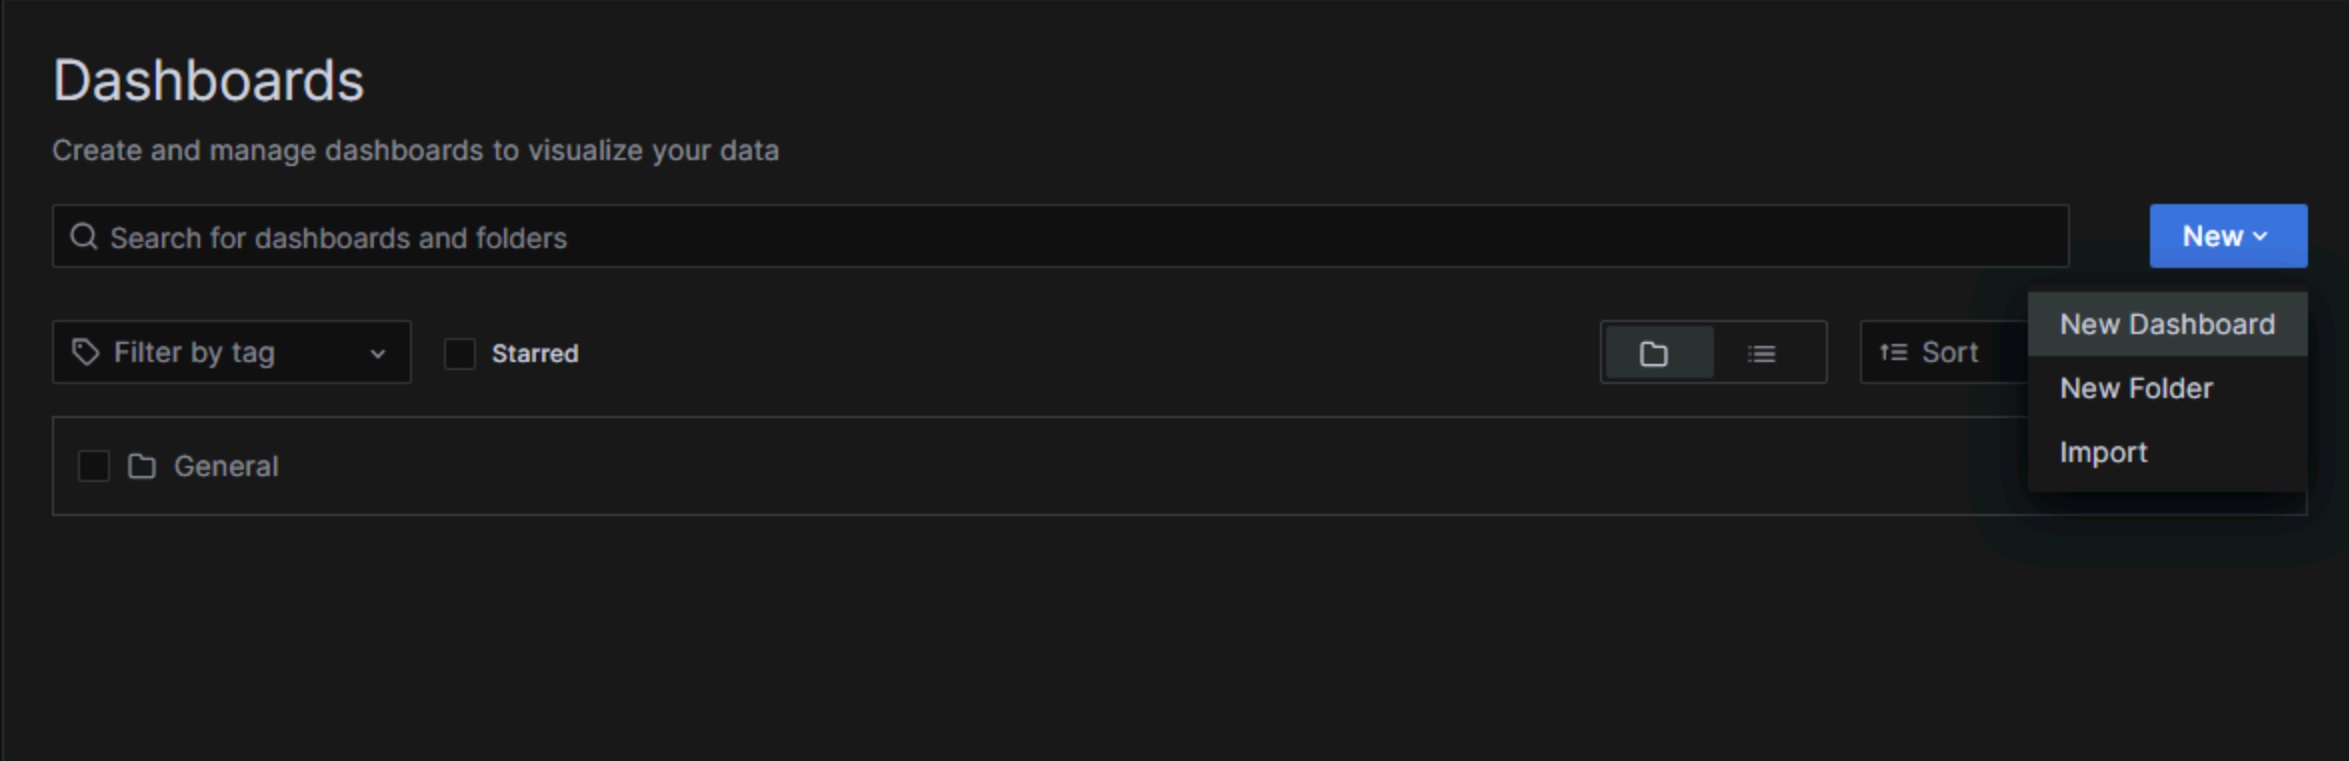 Dashboards
Create and manage dashboards to visualize your data
Search for dashboards and folders
New
Filter by tag
Starred
Sort
New Dashboard
New Folder
Import
General